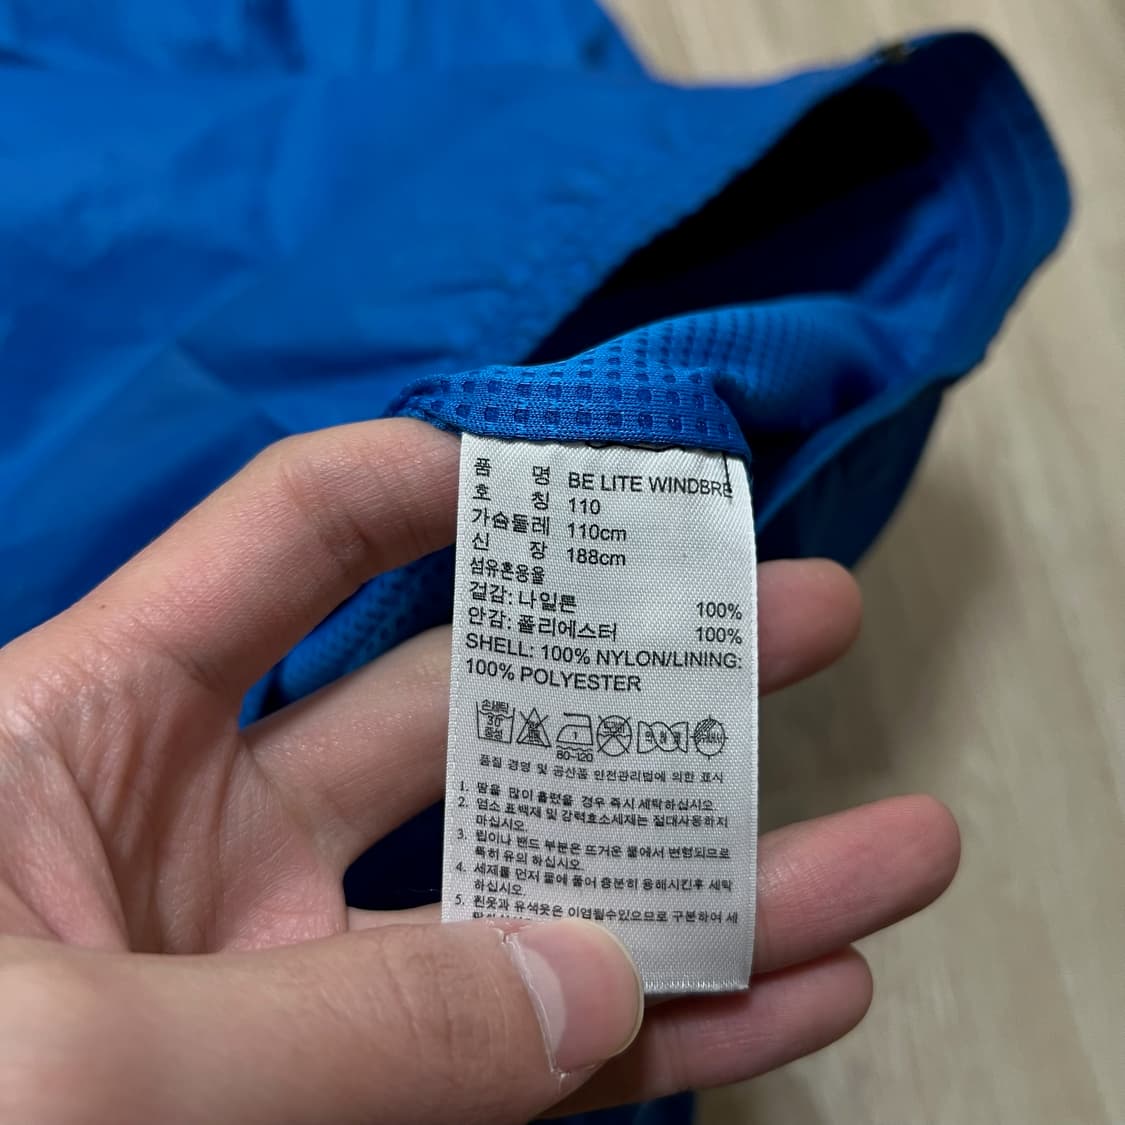 품 명 BE LITE WINDBRE
호 칭 110
가슴둘레 110cm
신 장 188cm
섬유혼용율
겉감: 나일론 100%
안감: 폴리에스터 100%
SHELL: 100% NYLON/LINING:
100% POLYESTER
손세탁
30
중성
80~120
품질 경영 및 공산품 안전관리법에 의한 표시
1. 땀을 많이 흘렸을 경우 즉시 세탁하십시오.
2. 염소 표백제 및 강력효소세제는 절대사용하지
마십시오.
3. 립이나 밴드 부분은 뜨거운 물에서 변형되므로
특히 유의 하십시오
4. 세제를 먼저 물에 풀어 충분히 용해시킨후 세탁
하십시오.
5. 흰옷과 유색옷은 이염될수있으므로 구분하여 세